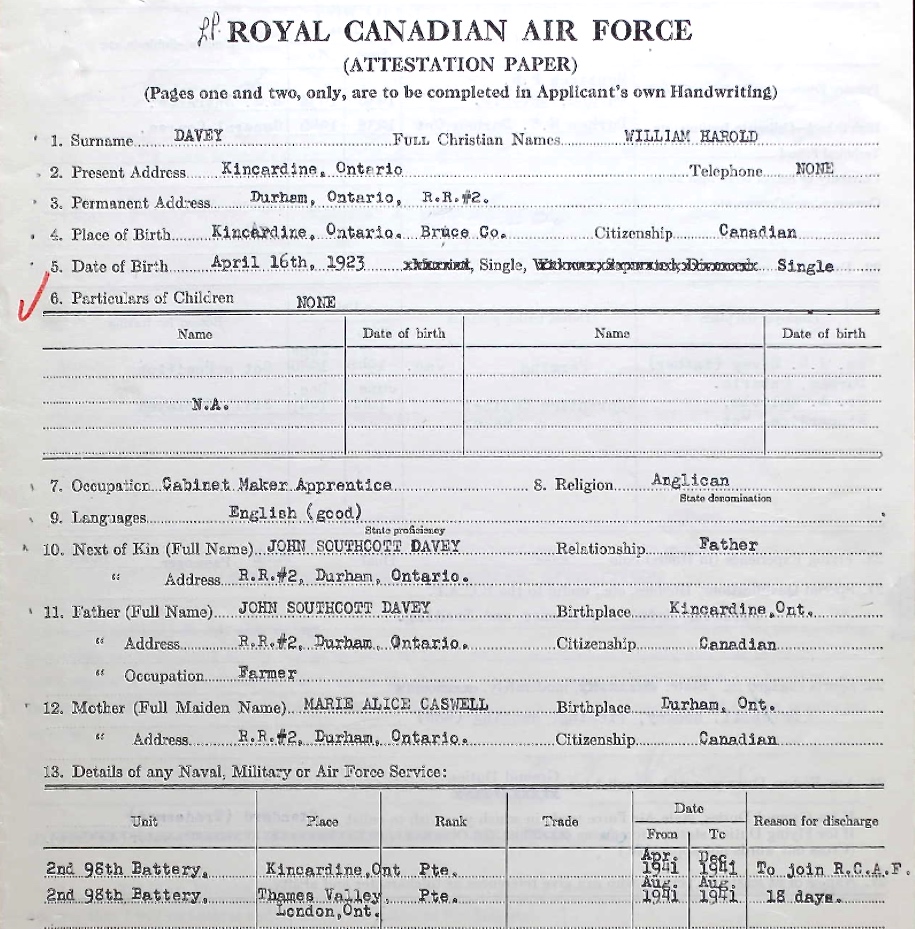 ROYAL CANADIAN AIR FORCE
(ATTESTATION PAPER)
(Pages one and two, only, are to be completed in Applicant's own Handwriting)
1. Surname DAVEY FULL Christian Names WILLIAM HAROLD
2. Present Address Kincardine, Ontario Telephone NONE
3. Permanent Address Durham, Ontario, R.R.#2.
4. Place of Birth Kincardine, Ontario. Bruce Co. Citizenship Canadian
5. Date of Birth April 16th, 1923 Single, Single
6. Particulars of Children NONE
Name Date of birth Name Date of birth
N.A.
7. Occupation Cabinet Maker Apprentice 8. Religion Anglican
State denomination
9. Languages English (good)
State proficiency
10. Next of Kin (Full Name) JOHN SOUTHCOTT DAVEY Relationship Father
" Address R.R.#2, Durham, Ontario.
11. Father (Full Name) JOHN SOUTHCOTT DAVEY Birthplace Kincardine,Ont.
" Address R.R.#2, Durham, Ontario. Citizenship Canadian
" Occupation Farmer
12. Mother (Full Maiden Name) MARIE ALICE CASWELL Birthplace Durham, Ont.
" Address R.R.#2, Durham, Ontario. Citizenship Canadian
13. Details of any Naval, Military or Air Force Service:
Date
Unit Place Rank Trade From To Reason for discharge
Apr. Dec.
2nd 98th Battery, Kincardine,Ont Pte. 1941 1941 To join R.C.A.F.
Aug. Aug.
2nd 98th Battery, Thames Valley, Pte. 1941 1941 18 days.
London,Ont.